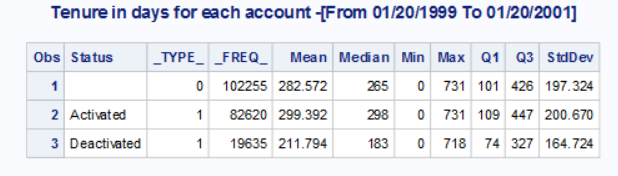 Tenure in days for each account -[From 01/20/1999 To 01/20/2001]
Obs Status _TYPE_ _FREQ_ Mean Median Min Max Q1 Q3 StdDev
1 0 102255 282.572 265 0 731 101 426 197.324
2 Activated 1 82620 299.392 298 0 731 109 447 200.670
3 Deactivated 1 19635 211.794 183 0 718 74 327 164.724